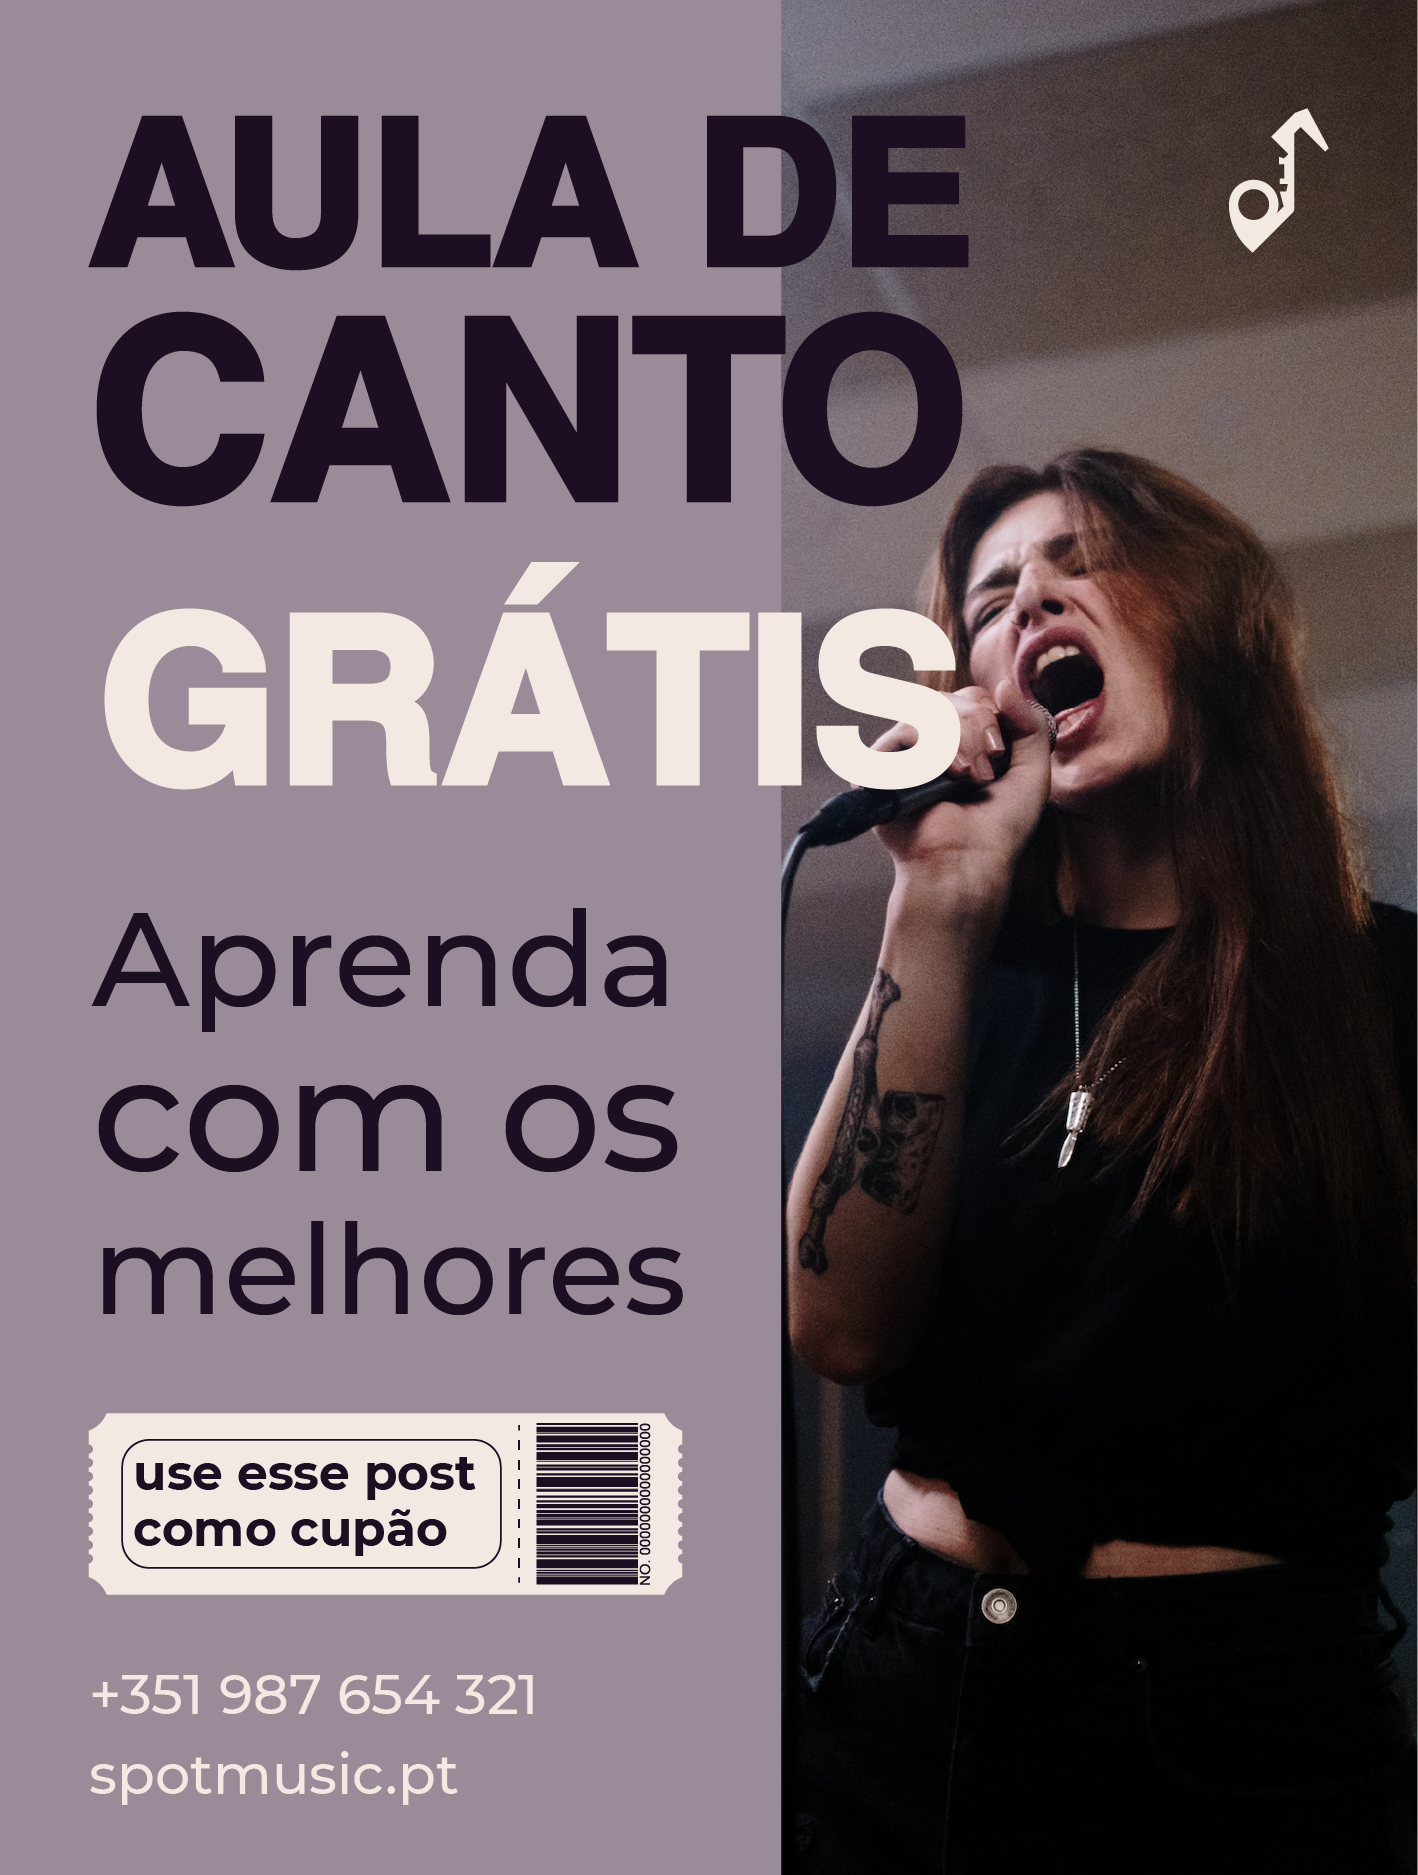 AULA DE
CANTO
GRÁTIS
Aprenda
com os
melhores
use esse post
como cupão
NO. 0000000000000000
+351 987 654 321
spotmusic.pt